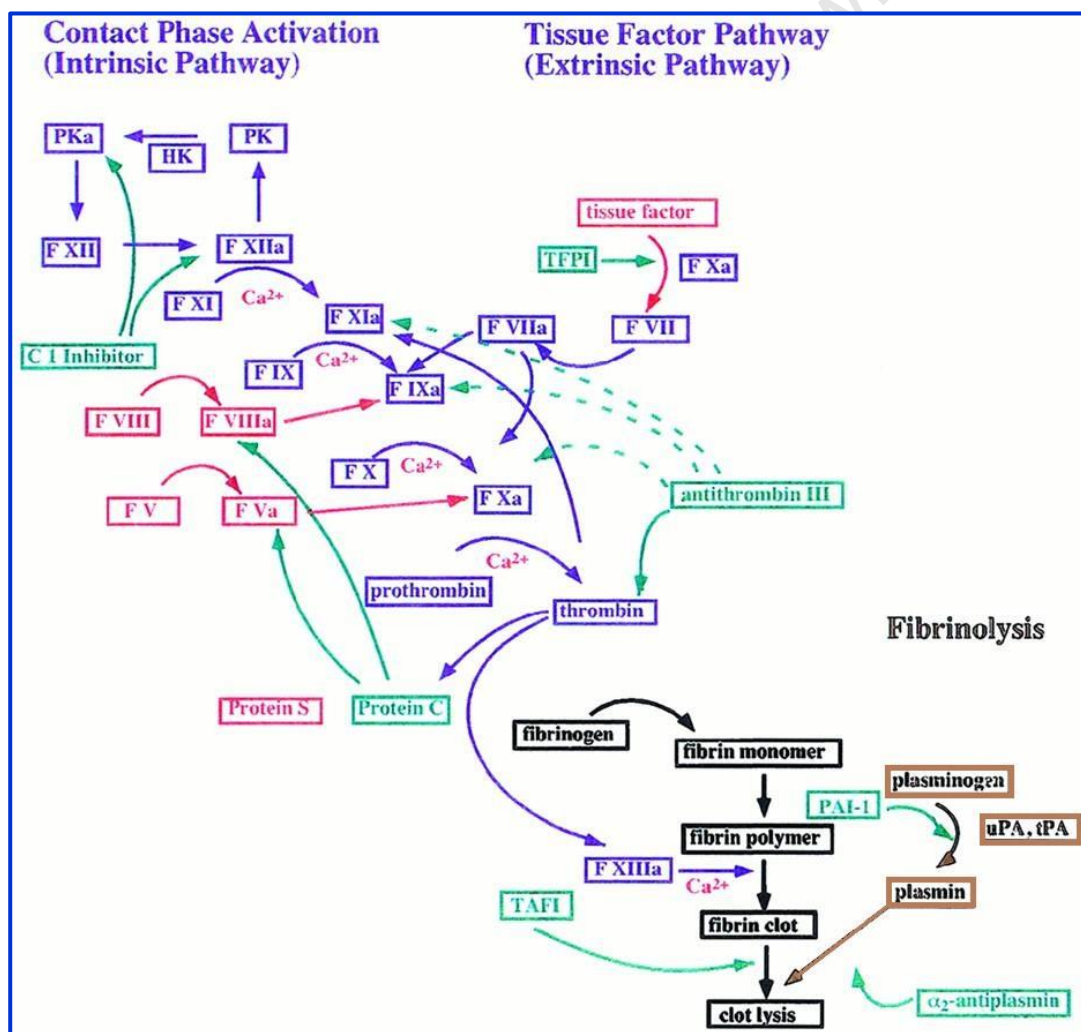 Contact Phase Activation
(Intrinsic Pathway)
Tissue Factor Pathway
(Extrinsic Pathway)
PKa
HK
PK
tissue factor
F XII
F XIIa
TFPI
F Xa
F XI
Ca2+
F XIa
F VIIa
F VII
C 1 Inhibitor
F IX
Ca2+
F IXa
F VIII
F VIIIa
F X
Ca2+
F Xa
antithrombin III
F V
F Va
Ca2+
prothrombin
thrombin
Fibrinolysis
Protein S
Protein C
fibrinogen
fibrin monomer
plasminogen
PAI-1
uPA, tPA
fibrin polymer
F XIIIa
Ca2+
plasmin
TAFI
fibrin clot
clot lysis
α2-antiplasmin